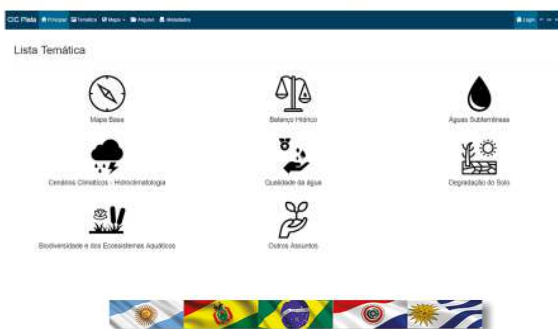 CIC Plata Principal Temática Mapa Arquivo Metadados Login
Lista Temática
Mapa Base
Balanço Hídrico
Águas Subterrâneas
Cenários Climáticos - Hidroclimatologia
Qualidade da água
Degradação do Solo
Biodiversidade e dos Ecossistemas Aquáticos
Outros Assuntos